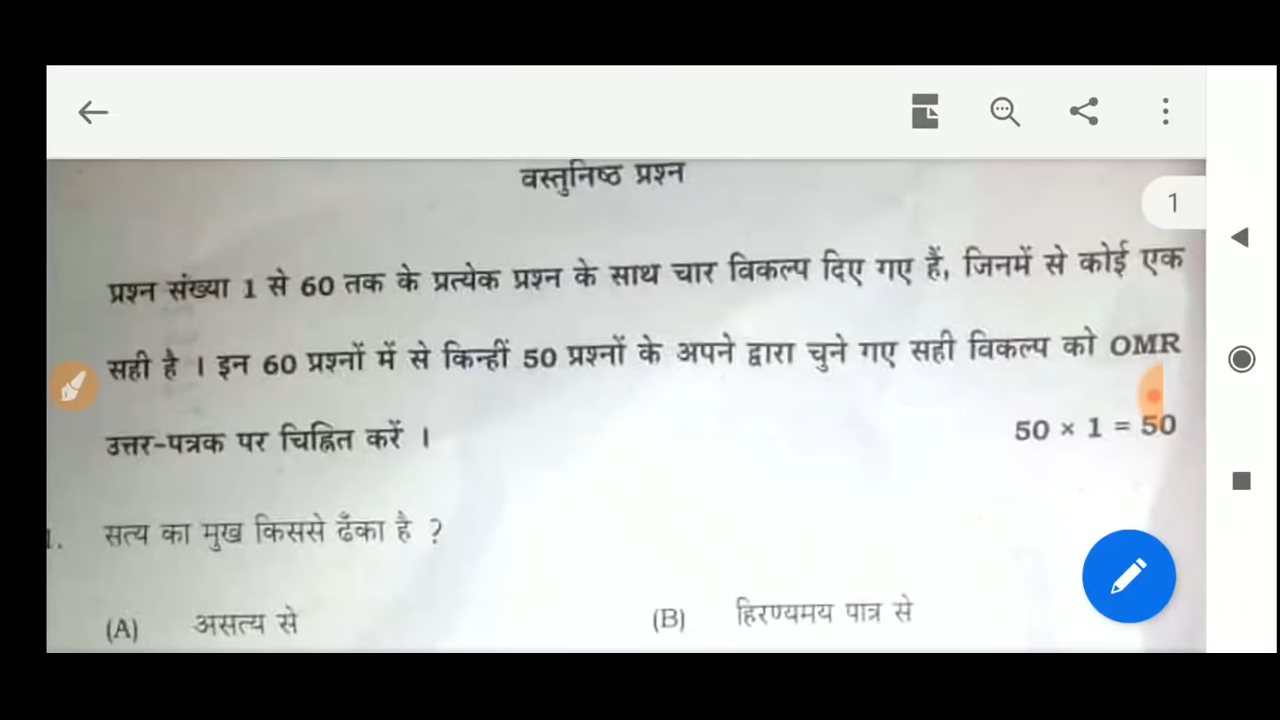 1
वस्तुनिष्ठ प्रश्न
प्रश्न संख्या 1 से 60 तक के प्रत्येक प्रश्न के साथ चार विकल्प दिए गए हैं, जिनमें से कोई एक
सही है । इन 60 प्रश्नों में से किन्हीं 50 प्रश्नों के अपने द्वारा चुने गए सही विकल्प को OMR
उत्तर-पत्रक पर चिह्नित करें । 50 × 1 = 50
1. सत्य का मुख किससे ढँका है ?
(A) असत्य से (B) हिरण्यमय पात्र से